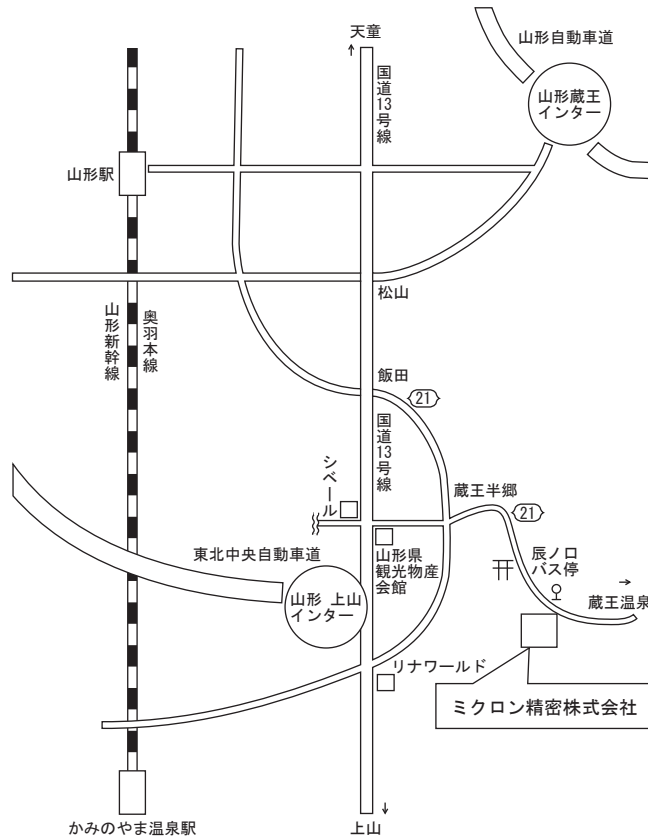 天童
↑
国道13号線
山形自動車道
山形蔵王
インター
山形駅
松山
山形新幹線
奥羽本線
飯田
21
国道13号線
シベール
蔵王半郷
21
東北中央自動車道
山形県
観光物産
会館
辰ノ口
バス停
→
蔵王温泉
山形 上山
インター
リナワールド
ミクロン精密株式会社
かみのやま温泉駅
↓
上山